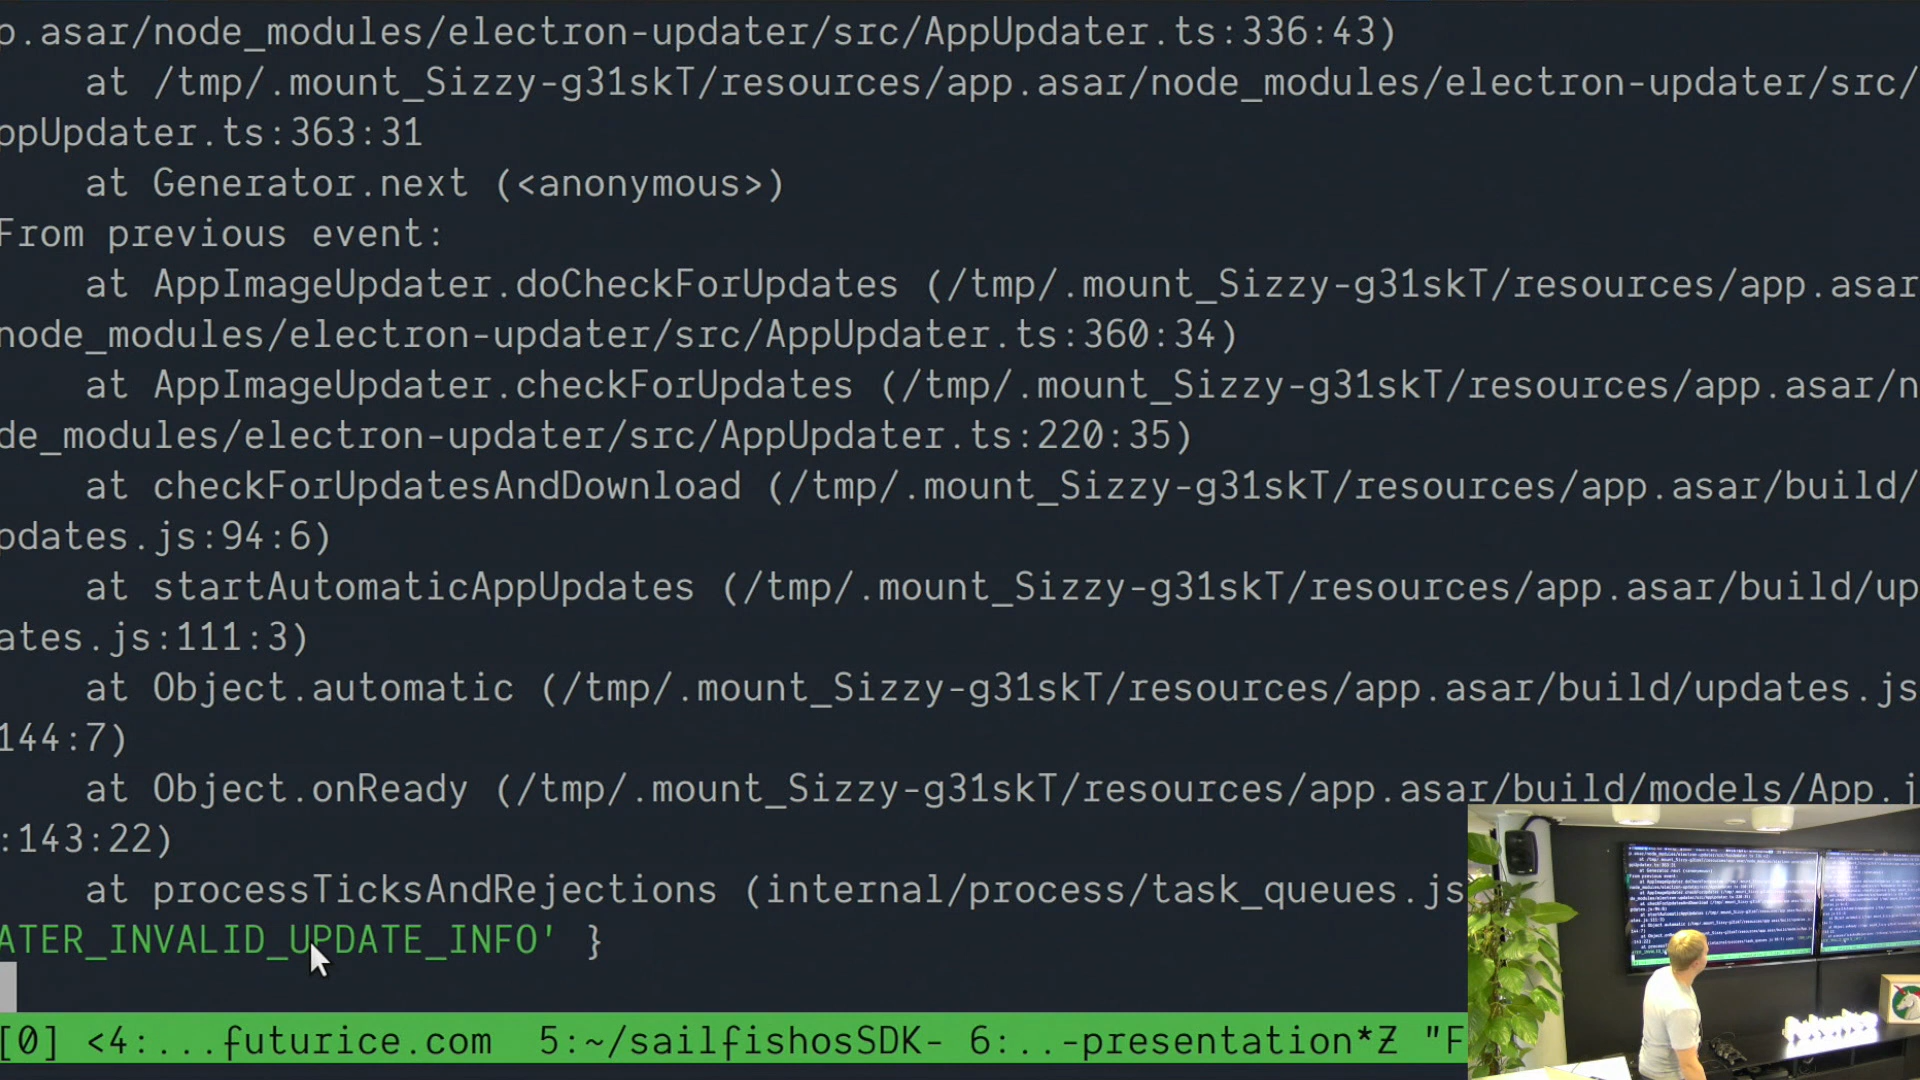 p.asar/node_modules/electron-updater/src/AppUpdater.ts:336:43)
at /tmp/.mount_Sizzy-g31skT/resources/app.asar/node_modules/electron-updater/src/
ppUpdater.ts:363:31
at Generator.next (<anonymous>)
From previous event:
at AppImageUpdater.doCheckForUpdates (/tmp/.mount_Sizzy-g31skT/resources/app.asar
node_modules/electron-updater/src/AppUpdater.ts:360:34)
at AppImageUpdater.checkForUpdates (/tmp/.mount_Sizzy-g31skT/resources/app.asar/n
de_modules/electron-updater/src/AppUpdater.ts:220:35)
at checkForUpdatesAndDownload (/tmp/.mount_Sizzy-g31skT/resources/app.asar/build/
pdates.js:94:6)
at startAutomaticAppUpdates (/tmp/.mount_Sizzy-g31skT/resources/app.asar/build/up
ates.js:111:3)
at Object.automatic (/tmp/.mount_Sizzy-g31skT/resources/app.asar/build/updates.js
144:7)
at Object.onReady (/tmp/.mount_Sizzy-g31skT/resources/app.asar/build/models/App.j
:143:22)
at processTicksAndRejections (internal/process/task_queues.js
ATER_INVALID_UPDATE_INFO' }
[0] <4:...futurice.com 5:~/sailfishosSDK- 6:..-presentation*Z "F
futurice